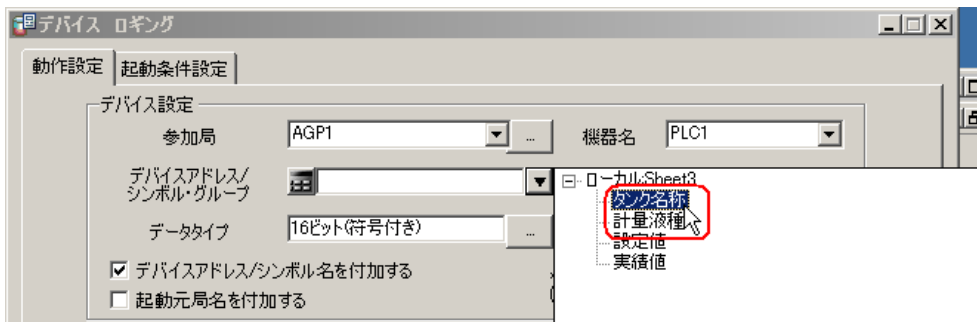 デバイス ロギング
動作設定 起動条件設定
デバイス設定
参加局 AGP1 ... 機器名 PLC1
デバイスアドレス/
シンボル・グループ
データタイプ 16ビット(符号付き) ...
デバイスアドレス/シンボル名を付加する
起動元局名を付加する
ローカル:Sheet3
タンク名称
計量液種
設定値
実績値